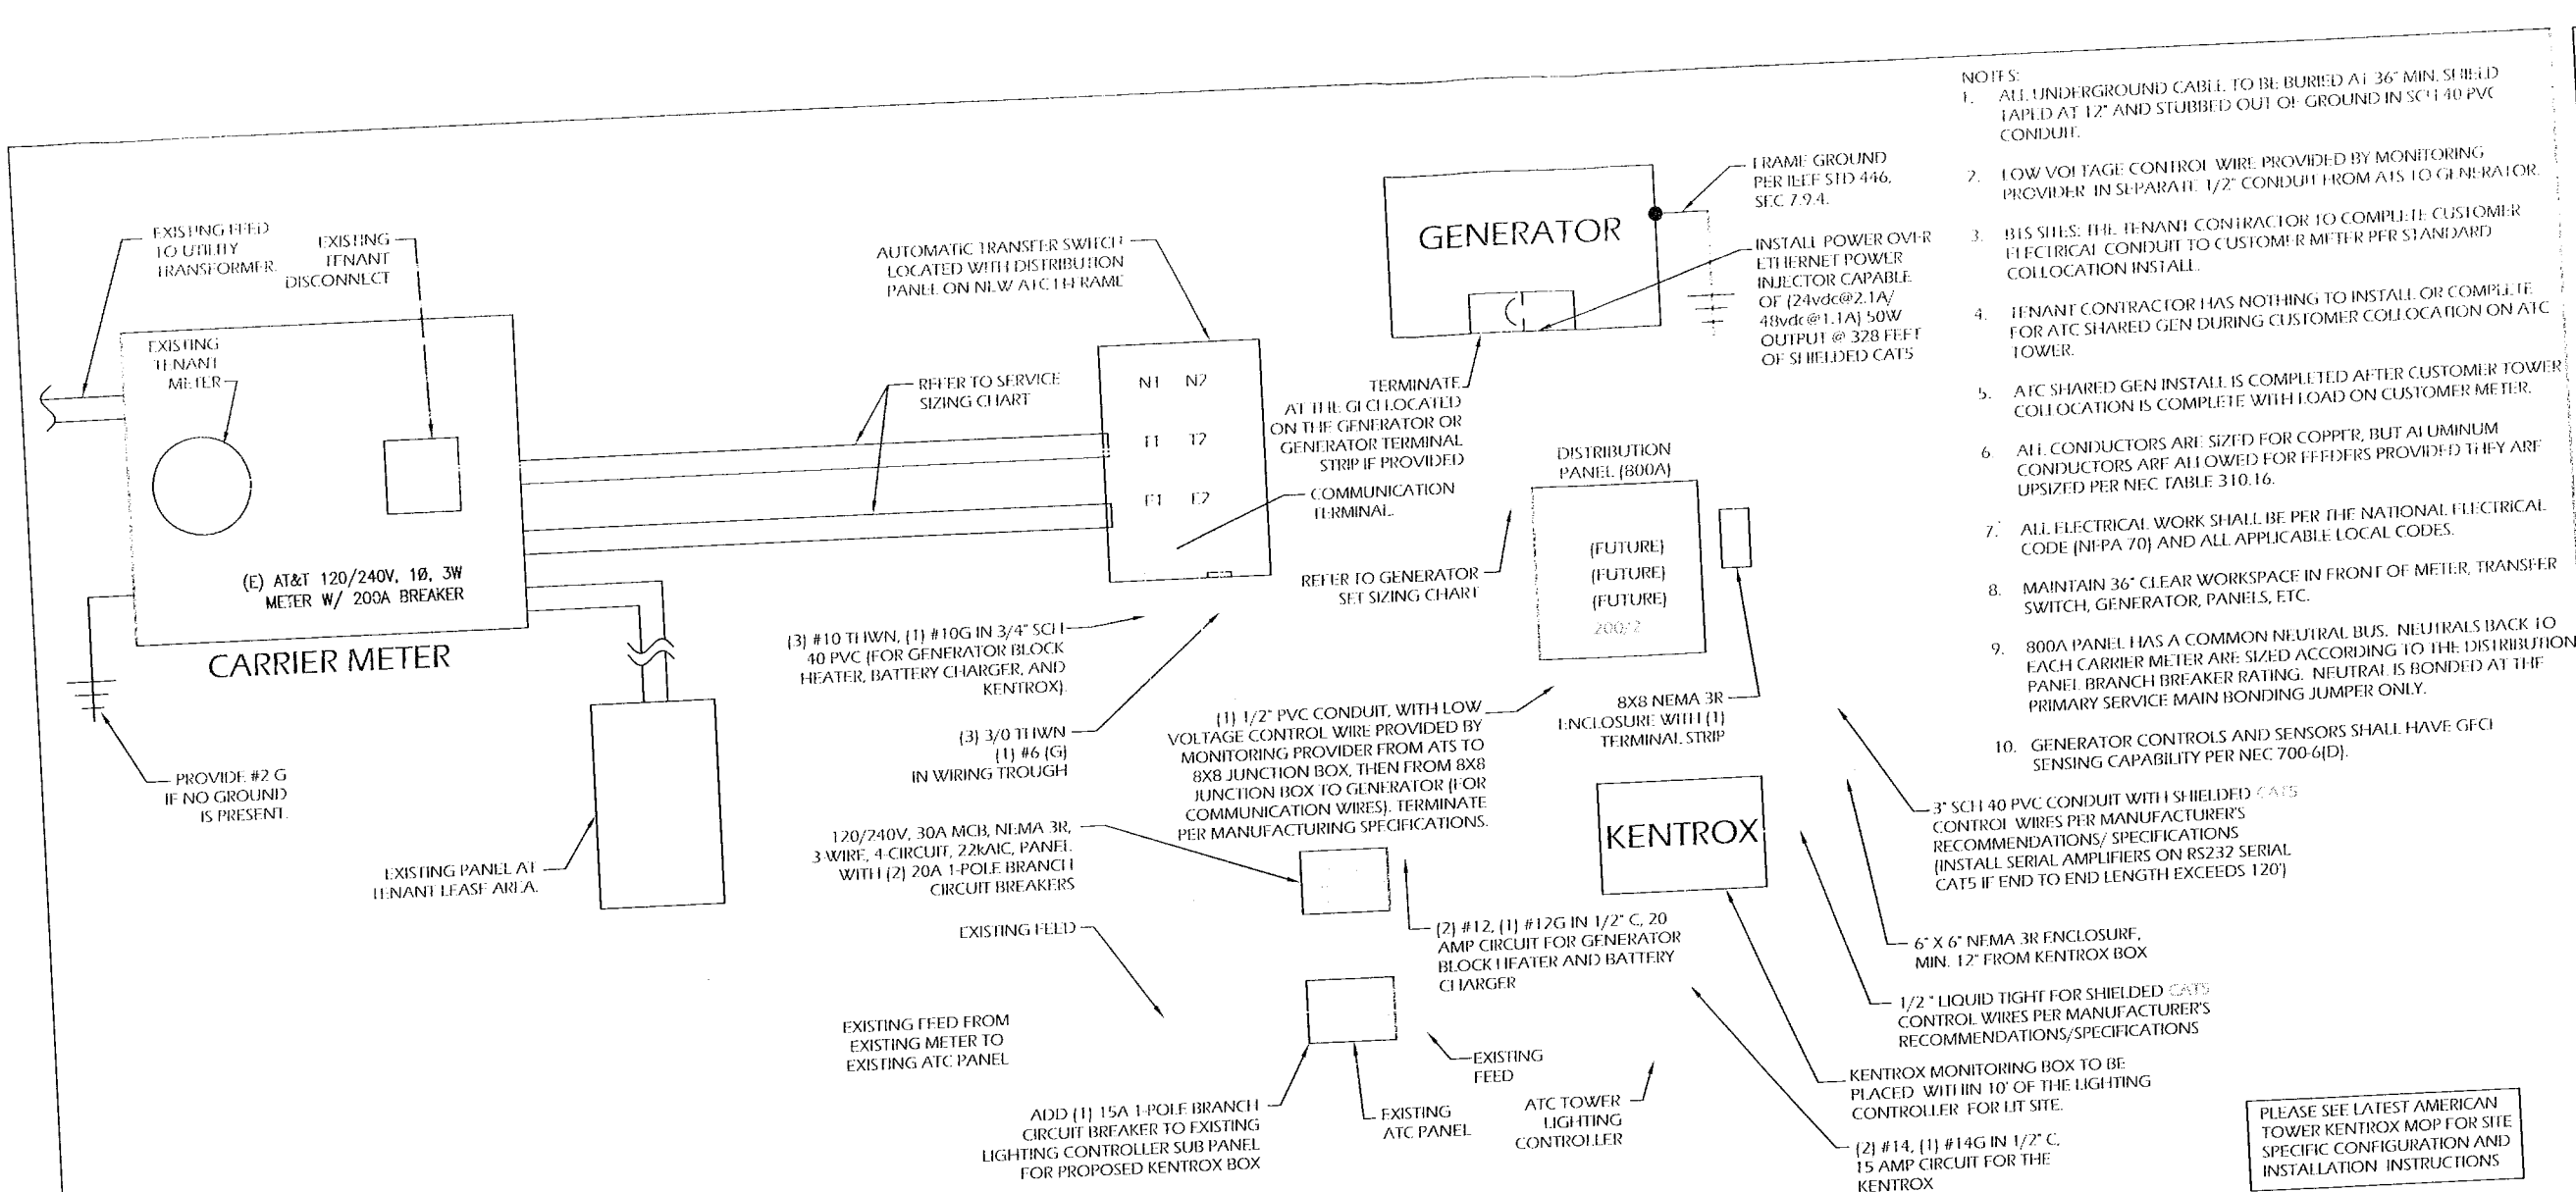 EXISTING FEED
TO UTILITY
TRANSFORMER.
EXISTING
TENANT
DISCONNECT
EXISTING
TENANT
METER
(E) AT&T 120/240V, 1Ø, 3W
METER W/ 200A BREAKER
CARRIER METER
PROVIDE #2 G
IF NO GROUND
IS PRESENT.
EXISTING PANEL AT
TENANT LEASE AREA.
AUTOMATIC TRANSFER SWITCH
LOCATED WITH DISTRIBUTION
PANEL ON NEW ATC H-FRAME
REFER TO SERVICE
SIZING CHART
N1 N2
T1 T2
E1 E2
COMMUNICATION
TERMINAL
GENERATOR
FRAME GROUND
PER IEEE STD 446,
SEC 7.9.4.
INSTALL POWER OVER
ETHERNET POWER
INJECTOR CAPABLE
OF (24vdc@2.1A/
48vdc@1.1A) 50W
OUTPUT @ 328 FEET
OF SHIELDED CAT5
TERMINATE
AT THE GFCI LOCATED
ON THE GENERATOR OR
GENERATOR TERMINAL
STRIP IF PROVIDED
DISTRIBUTION
PANEL (800A)
(FUTURE)
(FUTURE)
(FUTURE)
200/2
REFER TO GENERATOR
SET SIZING CHART
8X8 NEMA 3R
ENCLOSURE WITH (1)
TERMINAL STRIP
(3) #10 THWN, (1) #10G IN 3/4" SCH
40 PVC (FOR GENERATOR BLOCK
HEATER, BATTERY CHARGER, AND
KENTROX).
(3) 3/0 THWN
(1) #6 (G)
IN WIRING TROUGH
(1) 1/2" PVC CONDUIT, WITH LOW
VOLTAGE CONTROL WIRE PROVIDED BY
MONITORING PROVIDER FROM ATS TO
8X8 JUNCTION BOX, THEN FROM 8X8
JUNCTION BOX TO GENERATOR (FOR
COMMUNICATION WIRES). TERMINATE
PER MANUFACTURING SPECIFICATIONS.
120/240V, 30A MCB, NEMA 3R,
3-WIRE, 4-CIRCUIT, 22kAIC, PANEL
WITH (2) 20A 1-POLE BRANCH
CIRCUIT BREAKERS
EXISTING FEED
EXISTING FEED FROM
EXISTING METER TO
EXISTING ATC PANEL
ADD (1) 15A 1-POLE BRANCH
CIRCUIT BREAKER TO EXISTING
LIGHTING CONTROLLER SUB PANEL
FOR PROPOSED KENTROX BOX
EXISTING
ATC PANEL
EXISTING
FEED
ATC TOWER
LIGHTING
CONTROLLER
(2) #12, (1) #12G IN 1/2" C, 20
AMP CIRCUIT FOR GENERATOR
BLOCK HEATER AND BATTERY
CHARGER
KENTROX
NOTES:
1. ALL UNDERGROUND CABLE TO BE BURIED AT 36" MIN. SHIELD
TAPED AT 12" AND STUBBED OUT OF GROUND IN SCH 40 PVC
CONDUIT.
2. LOW VOLTAGE CONTROL WIRE PROVIDED BY MONITORING
PROVIDER IN SEPARATE 1/2" CONDUIT FROM ATS TO GENERATOR.
3. BTS SITES: THE TENANT CONTRACTOR TO COMPLETE CUSTOMER
ELECTRICAL CONDUIT TO CUSTOMER METER PER STANDARD
COLLOCATION INSTALL.
4. TENANT CONTRACTOR HAS NOTHING TO INSTALL OR COMPLETE
FOR ATC SHARED GEN DURING CUSTOMER COLLOCATION ON ATC
TOWER.
5. ATC SHARED GEN INSTALL IS COMPLETED AFTER CUSTOMER TOWER
COLLOCATION IS COMPLETE WITH LOAD ON CUSTOMER METER.
6. ALL CONDUCTORS ARE SIZED FOR COPPER, BUT ALUMINUM
CONDUCTORS ARE ALLOWED FOR FEEDERS PROVIDED THEY ARE
UPSIZED PER NEC TABLE 310.16.
7. ALL ELECTRICAL WORK SHALL BE PER THE NATIONAL ELECTRICAL
CODE (NFPA 70) AND ALL APPLICABLE LOCAL CODES.
8. MAINTAIN 36" CLEAR WORKSPACE IN FRONT OF METER, TRANSFER
SWITCH, GENERATOR, PANELS, ETC.
9. 800A PANEL HAS A COMMON NEUTRAL BUS. NEUTRALS BACK TO
EACH CARRIER METER ARE SIZED ACCORDING TO THE DISTRIBUTION
PANEL BRANCH BREAKER RATING. NEUTRAL IS BONDED AT THE
PRIMARY SERVICE MAIN BONDING JUMPER ONLY.
10. GENERATOR CONTROLS AND SENSORS SHALL HAVE GFCI
SENSING CAPABILITY PER NEC 700-6(D).
3" SCH 40 PVC CONDUIT WITH SHIELDED CAT5
CONTROL WIRES PER MANUFACTURER'S
RECOMMENDATIONS/ SPECIFICATIONS
(INSTALL SERIAL AMPLIFIERS ON RS232 SERIAL
CAT5 IF END TO END LENGTH EXCEEDS 120')
6" X 6" NEMA 3R ENCLOSURE,
MIN. 12" FROM KENTROX BOX
1/2 " LIQUID TIGHT FOR SHIELDED CAT5
CONTROL WIRES PER MANUFACTURER'S
RECOMMENDATIONS/SPECIFICATIONS
KENTROX MONITORING BOX TO BE
PLACED WITHIN 10' OF THE LIGHTING
CONTROLLER FOR LIT SITE.
(2) #14, (1) #14G IN 1/2" C,
15 AMP CIRCUIT FOR THE
KENTROX
PLEASE SEE LATEST AMERICAN
TOWER KENTROX MOP FOR SITE
SPECIFIC CONFIGURATION AND
INSTALLATION INSTRUCTIONS